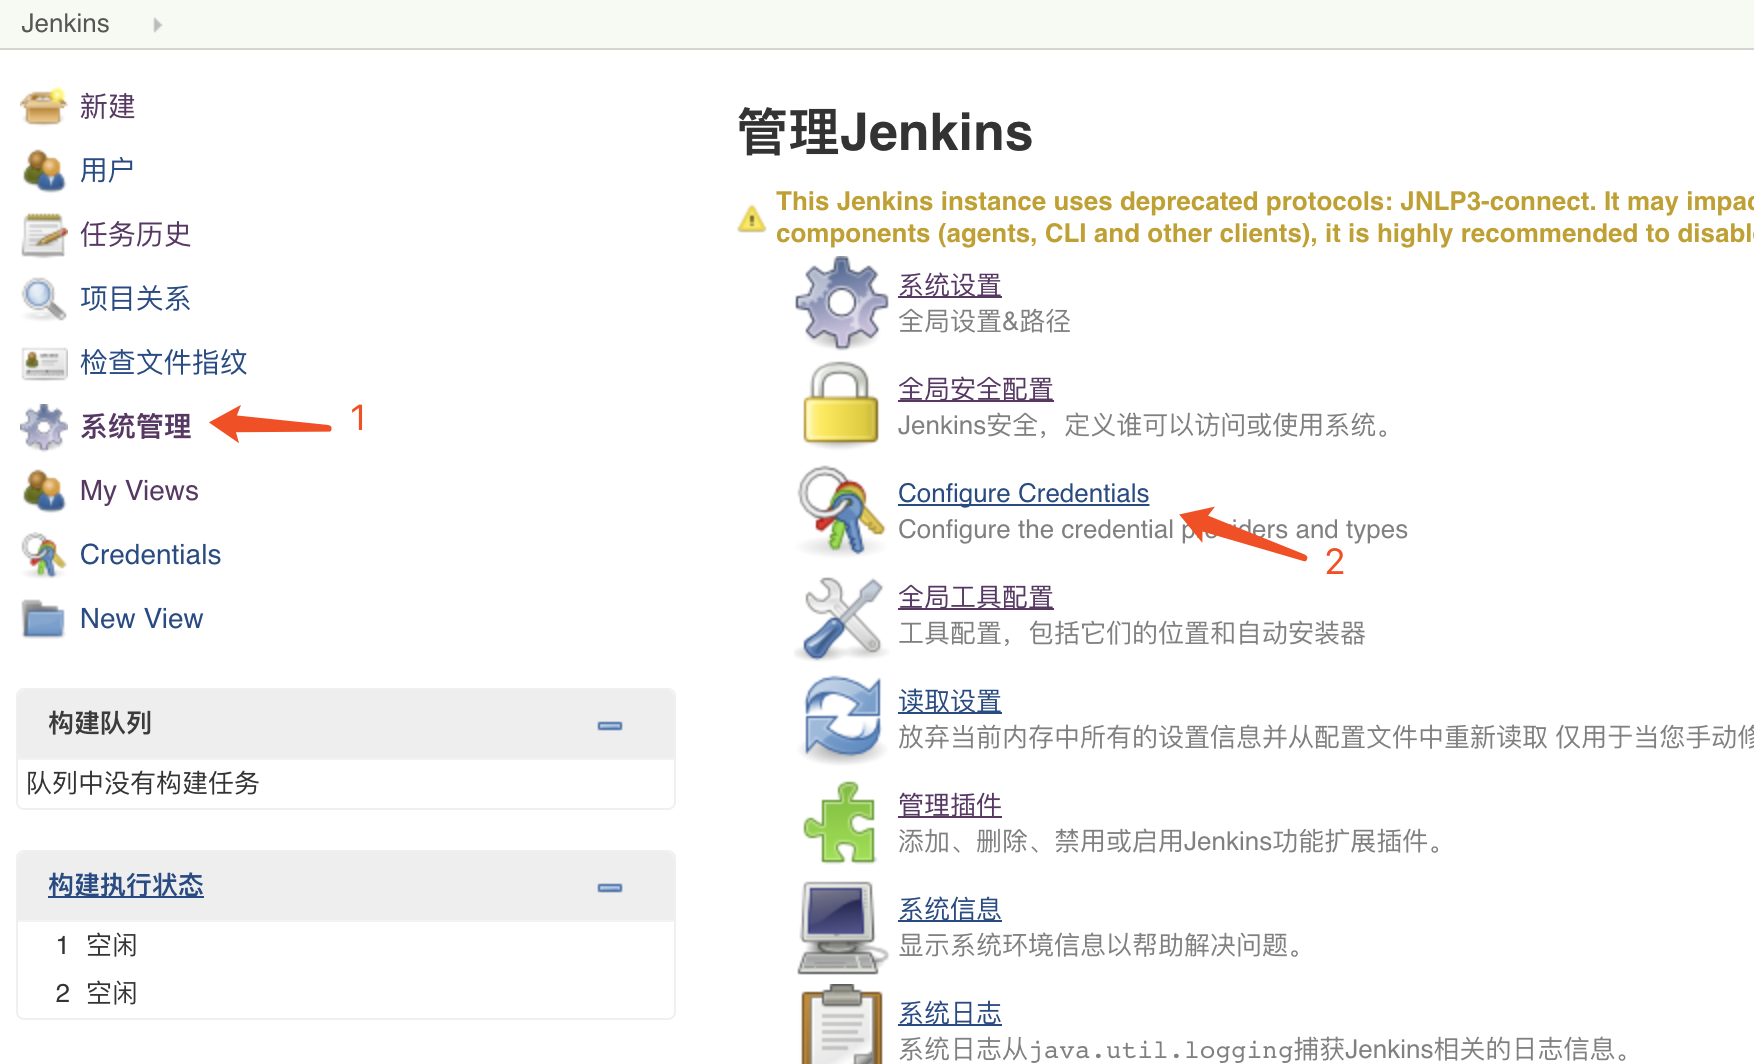 Jenkins
新建
用户
任务历史
项目关系
检查文件指纹
系统管理
1
My Views
Credentials
New View
构建队列
队列中没有构建任务
构建执行状态
1 空闲
2 空闲
管理Jenkins
This Jenkins instance uses deprecated protocols: JNLP3-connect. It may
components (agents, CLI and other clients), it is highly recommended to
系统设置
全局设置&路径
全局安全配置
Jenkins安全，定义谁可以访问或使用系统。
Configure Credentials
Configure the credential providers and types
2
全局工具配置
工具配置，包括它们的位置和自动安装器
读取设置
放弃当前内存中所有的设置信息并从配置文件中重新读取 仅用于当您手动修
管理插件
添加、删除、禁用或启用Jenkins功能扩展插件。
系统信息
显示系统环境信息以帮助解决问题。
系统日志
系统日志从java.util.logging捕获Jenkins相关的日志信息。